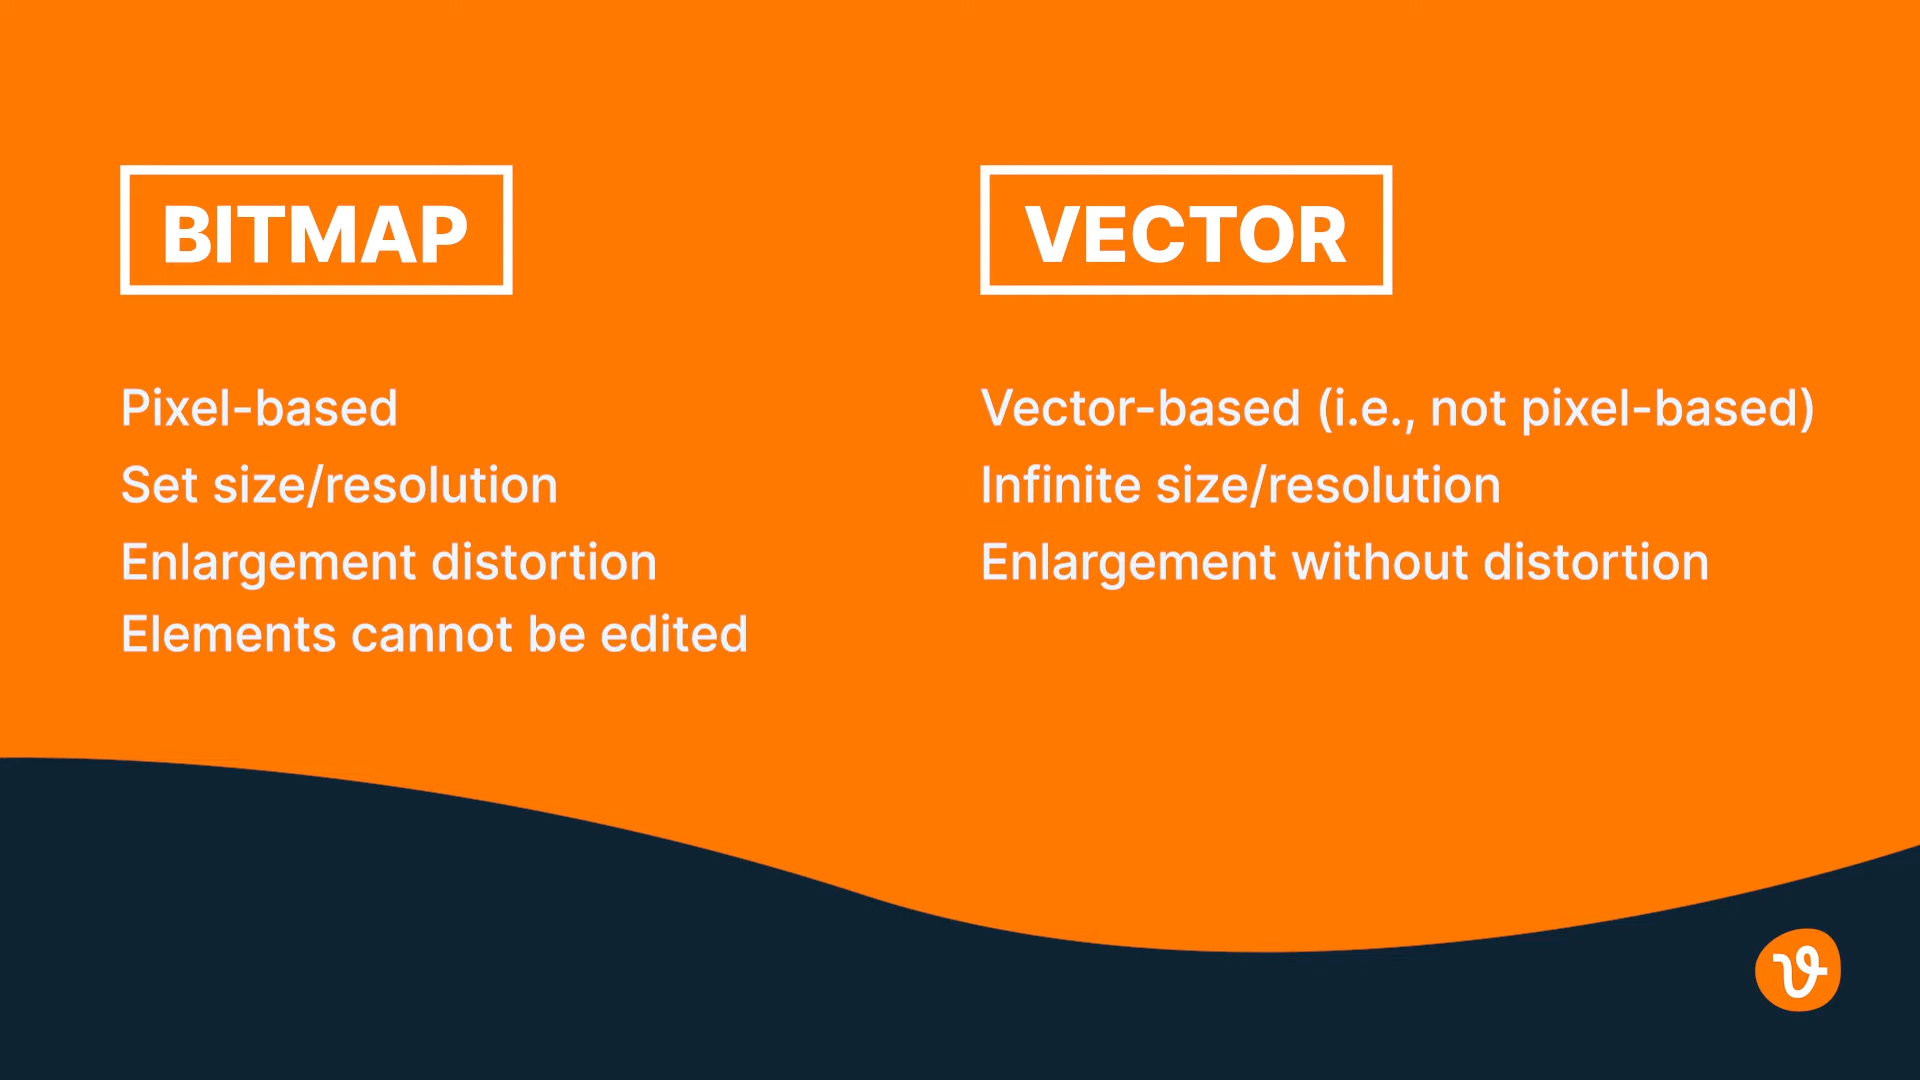 BITMAP
Pixel-based
Set size/resolution
Enlargement distortion
Elements cannot be edited
VECTOR
Vector-based (i.e., not pixel-based)
Infinite size/resolution
Enlargement without distortion